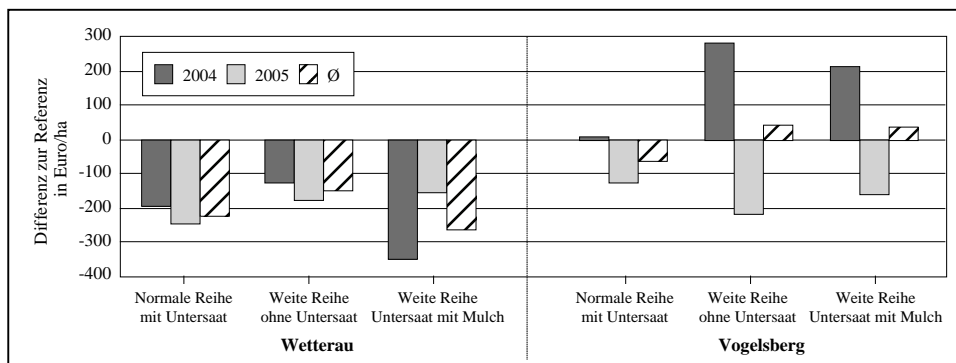 Differenz zur Referenz
in Euro/ha
300
200
100
0
-100
-200
-300
-400
2004 2005 Ø
Normale Reihe
mit Untersaat
Weite Reihe
ohne Untersaat
Weite Reihe
Untersaat mit Mulch
Wetterau
Normale Reihe
mit Untersaat
Weite Reihe
ohne Untersaat
Weite Reihe
Untersaat mit Mulch
Vogelsberg